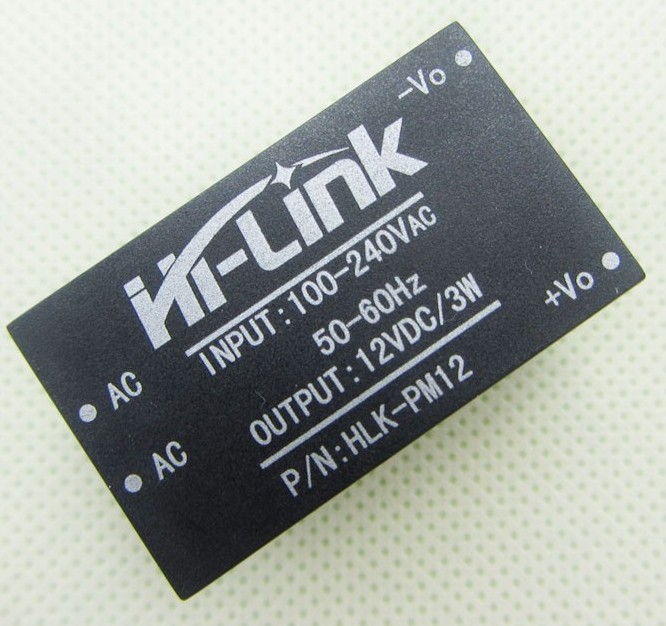 -Vo
Hi-Link
INPUT:100-240VAC
50-60Hz
+Vo
OUTPUT:12VDC/3W
P/N:HLK-PM12
AC
AC